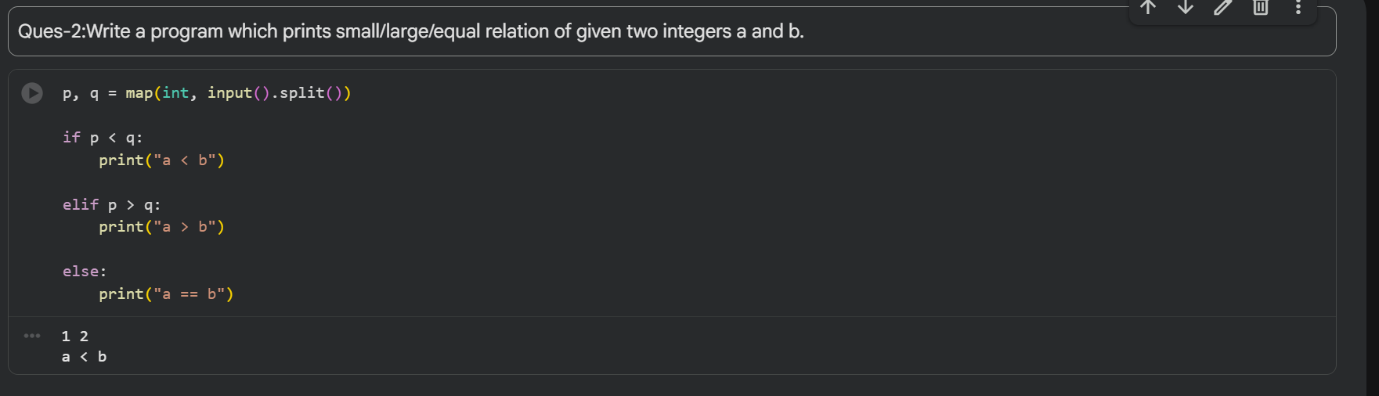 Ques-2:Write a program which prints small/large/equal relation of given two integers a and b.
p, q = map(int, input().split())
if p < q:
    print("a < b")
elif p > q:
    print("a > b")
else:
    print("a == b")
1 2
a < b